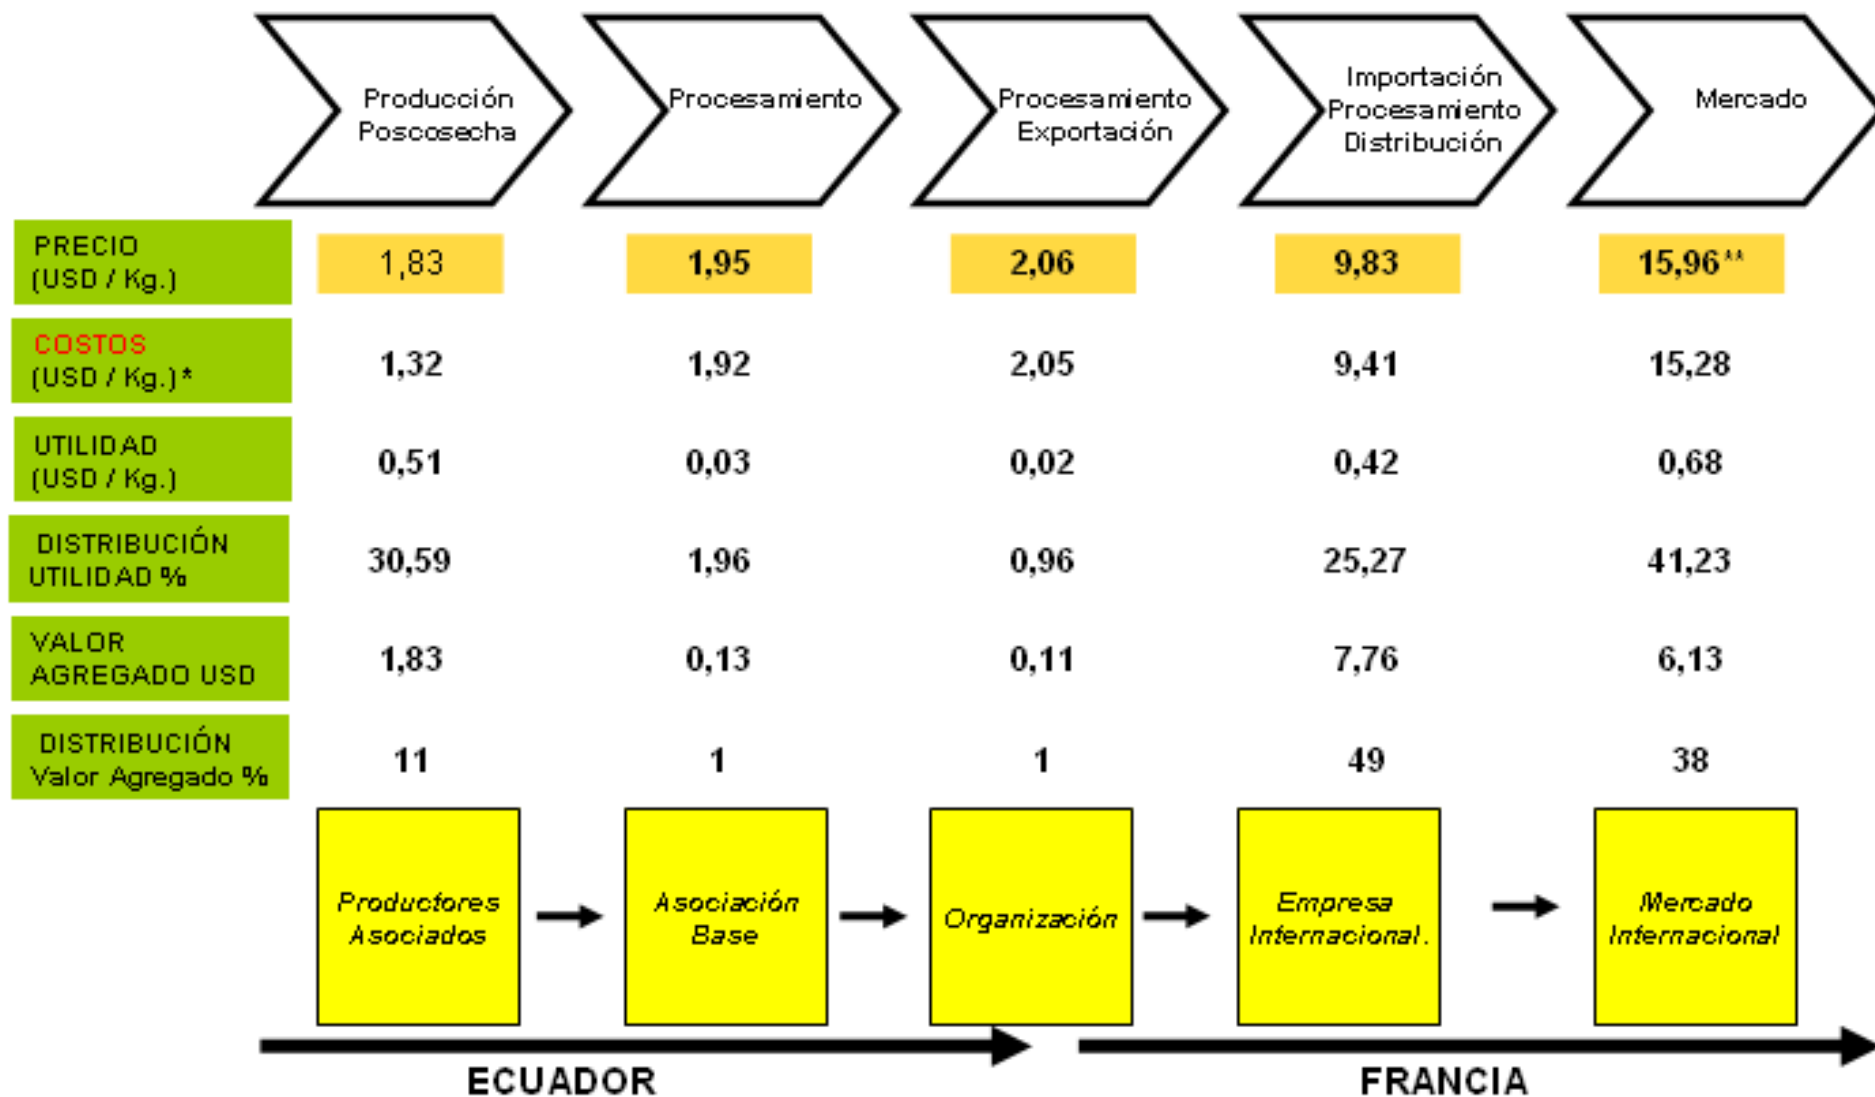 Producción
Poscosecha
Procesamiento
Procesamiento
Exportación
Importación
Procesamiento
Distribución
Mercado
PRECIO
(USD / Kg.)
1,83
1,95
2,06
9,83
15,96**
COSTOS
(USD / Kg.)*
1,32
1,92
2,05
9,41
15,28
UTILIDAD
(USD / Kg.)
0,51
0,03
0,02
0,42
0,68
DISTRIBUCIÓN
UTILIDAD %
30,59
1,96
0,96
25,27
41,23
VALOR
AGREGADO USD
1,83
0,13
0,11
7,76
6,13
DISTRIBUCIÓN
Valor Agregado %
11
1
1
49
38
Productores
Asociados
Asociación
Base
Organización
Empresa
Internacional.
Mercado
Internacional
ECUADOR
FRANCIA